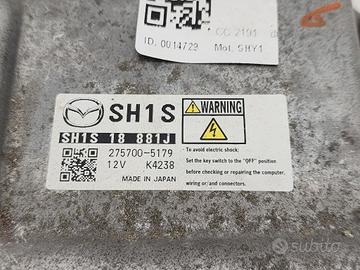 CC 2191
ID. 0014729 Mot. SHY1
SH1S
SH1S 18 881J
275700-5179
12V K4238
MADE IN JAPAN
WARNING
To avoid electric shock:
Set the key switch to the "OFF" position
before checking or repairing the computer,
wiring or/and connectors.
subito